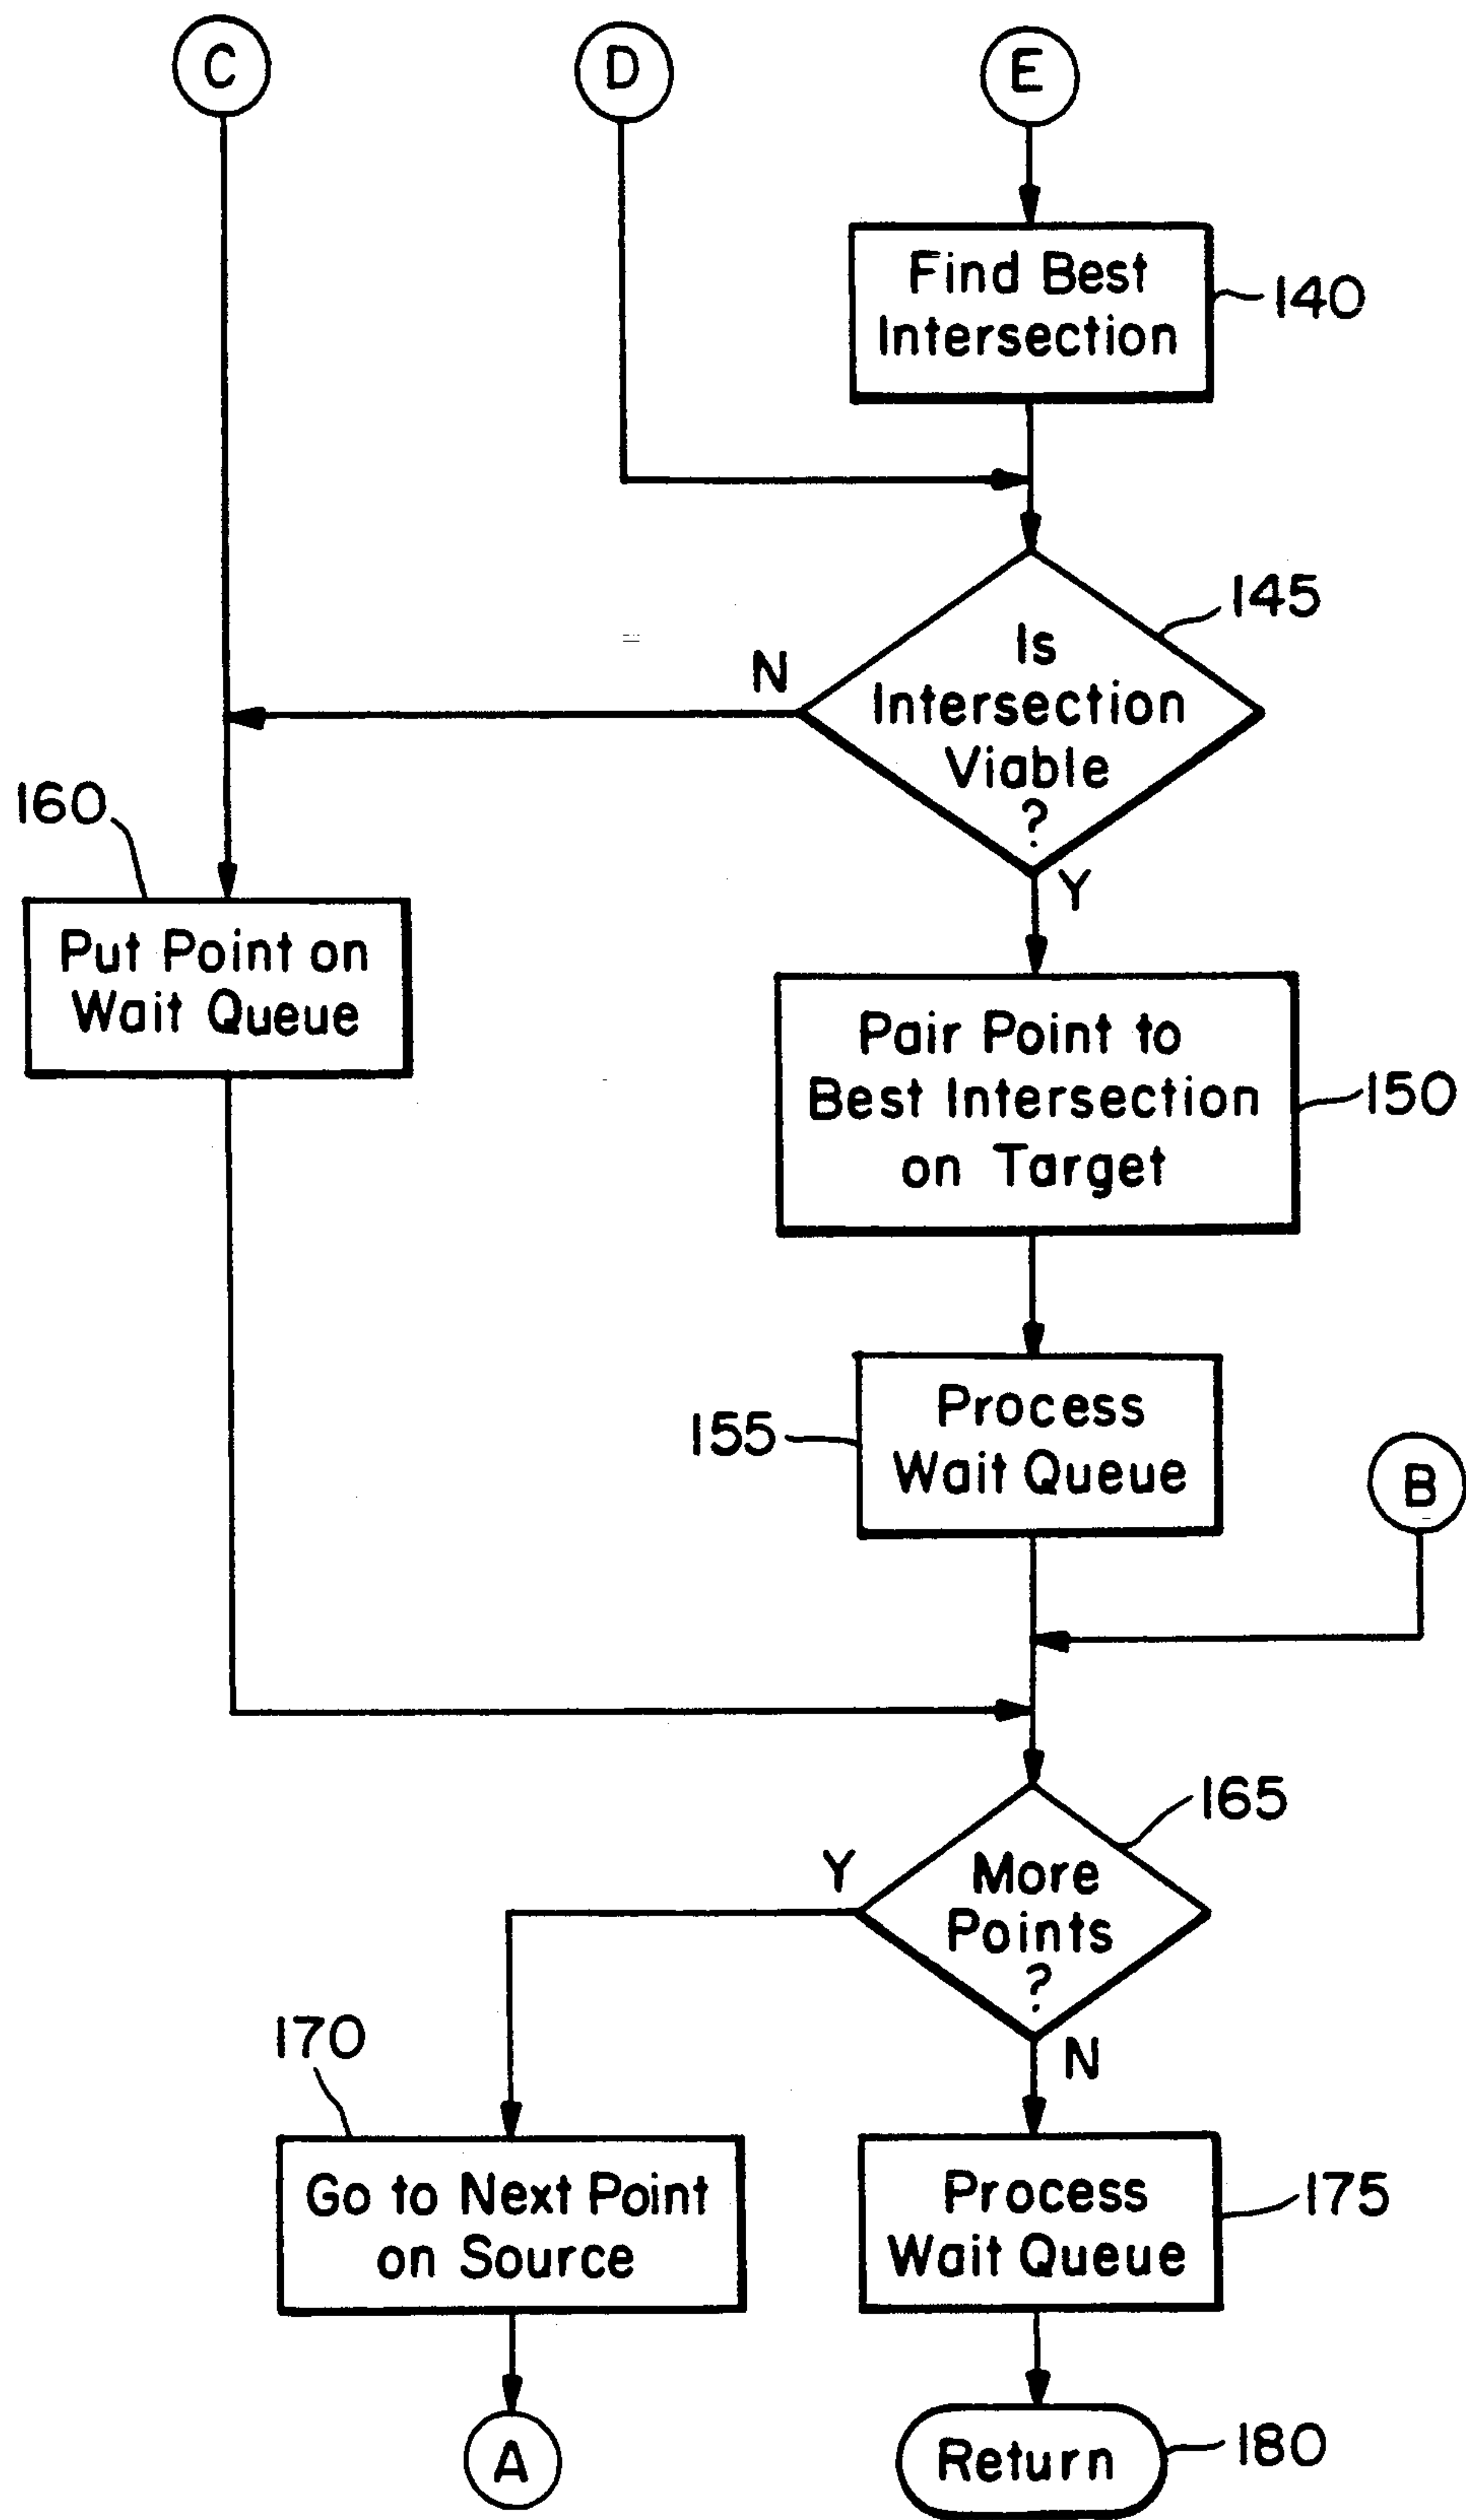 C
D
E
Find Best
Intersection
140
145
Is
Intersection
Viable
?
N
Y
160
Put Point on
Wait Queue
Pair Point to
Best Intersection
on Target
150
Process
Wait Queue
155
B
165
More
Points
?
Y
N
170
Go to Next Point
on Source
Process
Wait Queue
175
A
Return
180